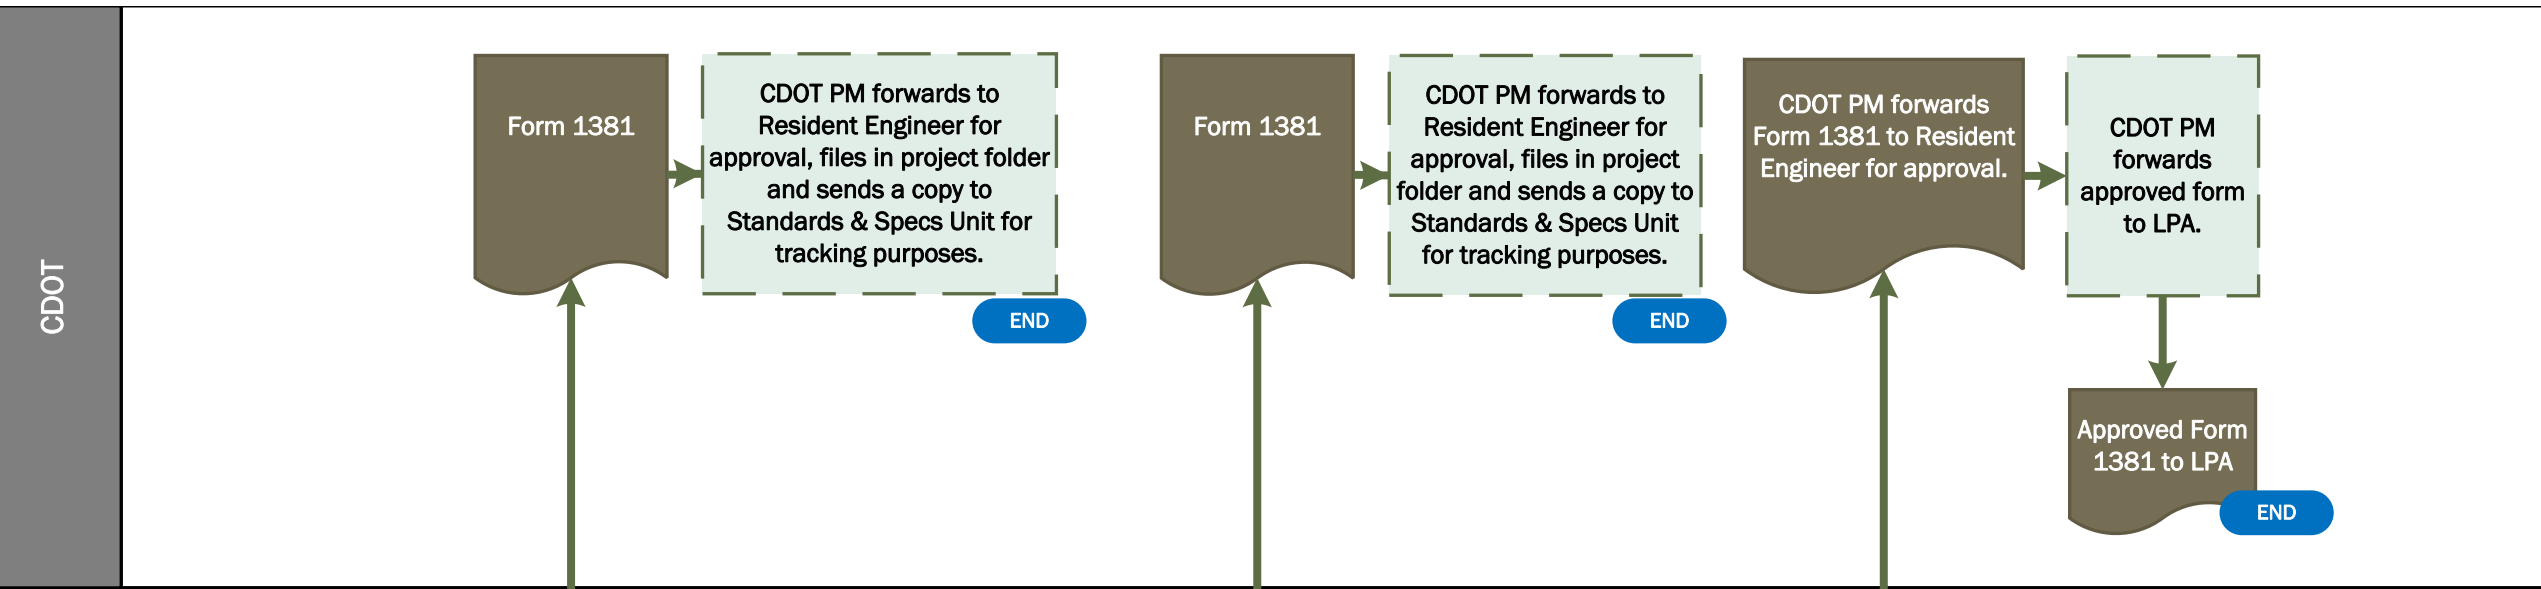 CDOT
Form 1381
CDOT PM forwards to
Resident Engineer for
approval, files in project folder
and sends a copy to
Standards & Specs Unit for
tracking purposes.
END
Form 1381
CDOT PM forwards to
Resident Engineer for
approval, files in project
folder and sends a copy to
Standards & Specs Unit
for tracking purposes.
END
CDOT PM forwards
Form 1381 to Resident
Engineer for approval.
CDOT PM
forwards
approved form
to LPA.
Approved Form
1381 to LPA
END